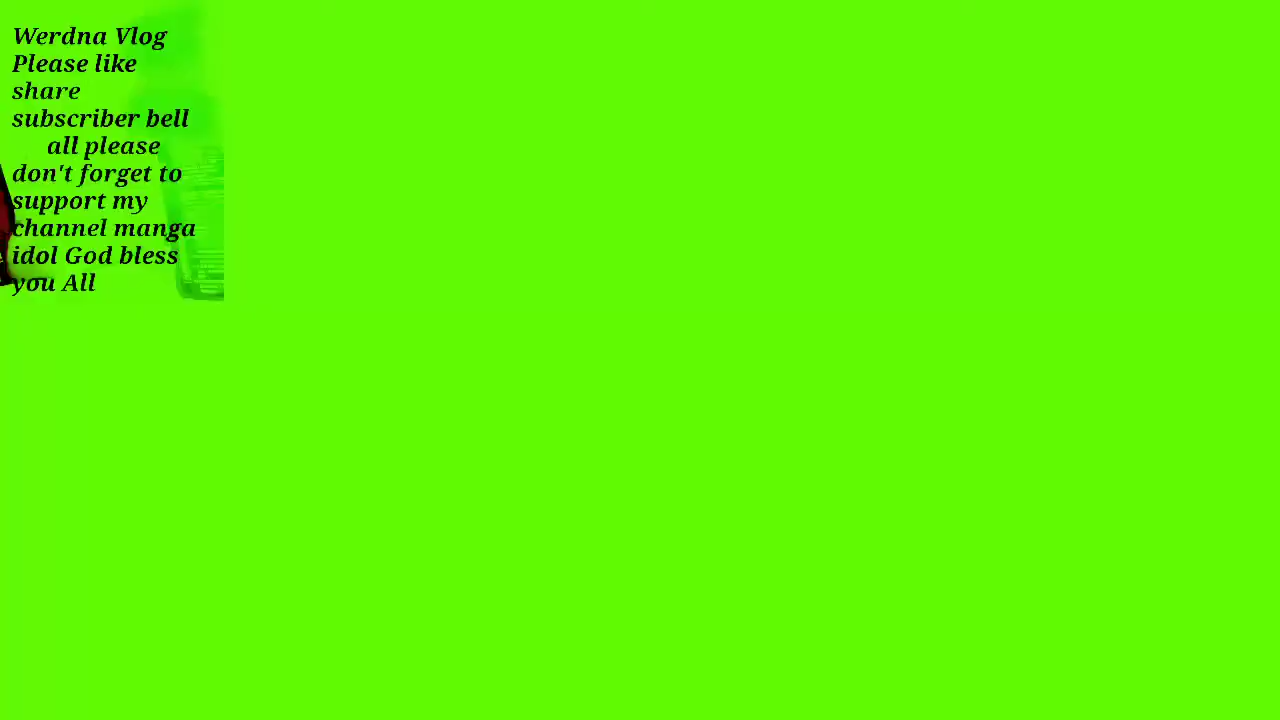 Werdna Vlog
Please like
share
subscriber bell
all please
don't forget to
support my
channel manga
idol God bless
you All